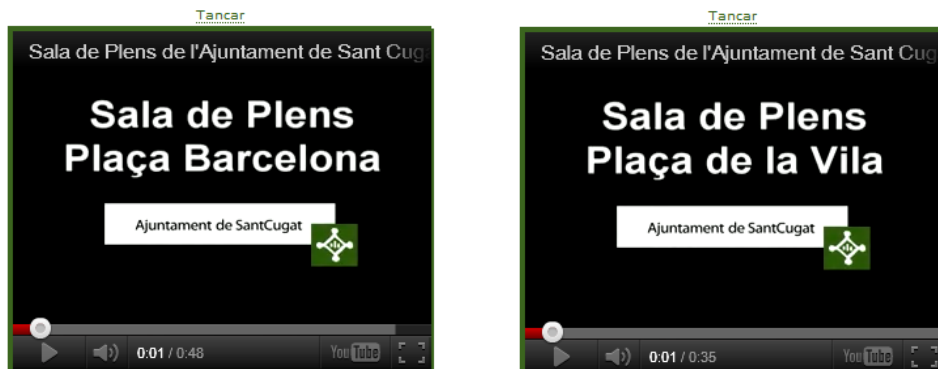 Tancar
Sala de Plens de l'Ajuntament de Sant Cug
Sala de Plens
Plaça Barcelona
Ajuntament de SantCugat
0:01 / 0:48
YouTube
Tancar
Sala de Plens de l'Ajuntament de Sant Cug
Sala de Plens
Plaça de la Vila
Ajuntament de SantCugat
0:01 / 0:35
YouTube